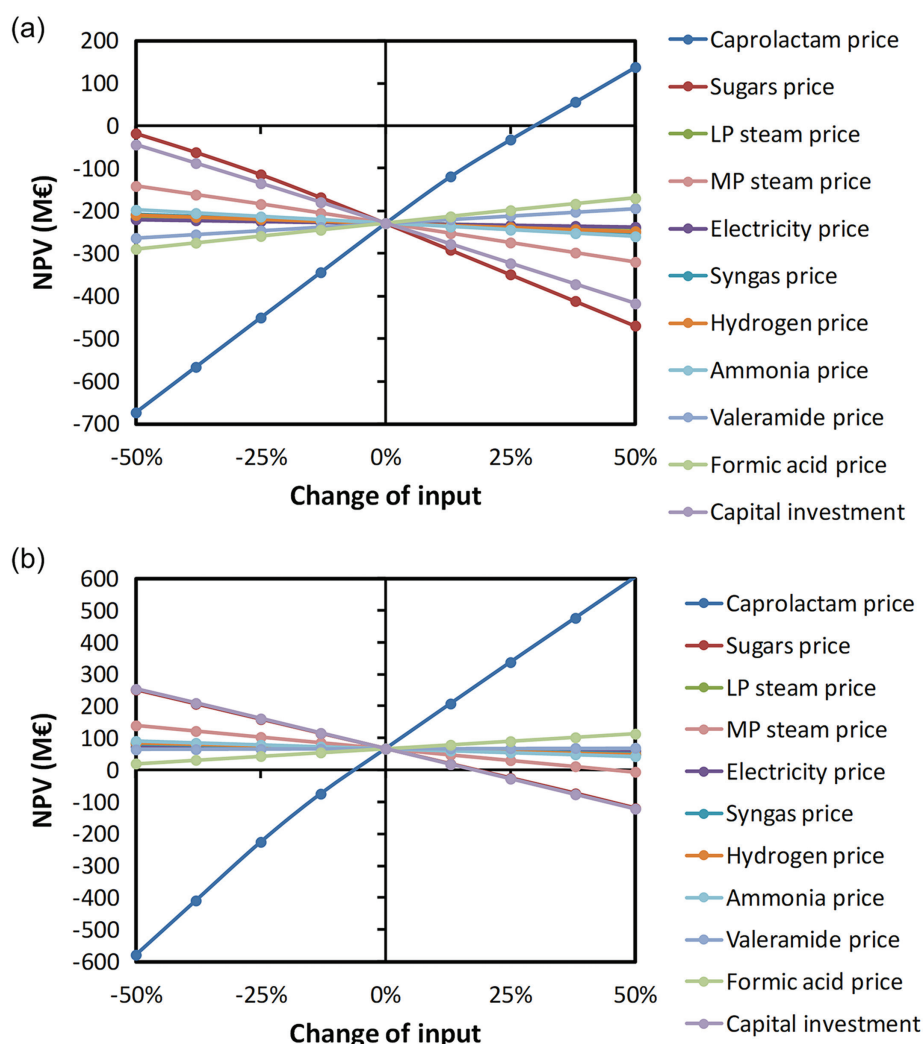 (a)
200
100
0
-100
-200
-300
-400
-500
-600
-700
NPV (M€)
-50% -25% 0% 25% 50%
Change of input
Caprolactam price
Sugars price
LP steam price
MP steam price
Electricity price
Syngas price
Hydrogen price
Ammonia price
Valeramide price
Formic acid price
Capital investment
(b)
600
500
400
300
200
100
0
-100
-200
-300
-400
-500
-600
NPV (M€)
-50% -25% 0% 25% 50%
Change of input
Caprolactam price
Sugars price
LP steam price
MP steam price
Electricity price
Syngas price
Hydrogen price
Ammonia price
Valeramide price
Formic acid price
Capital investment